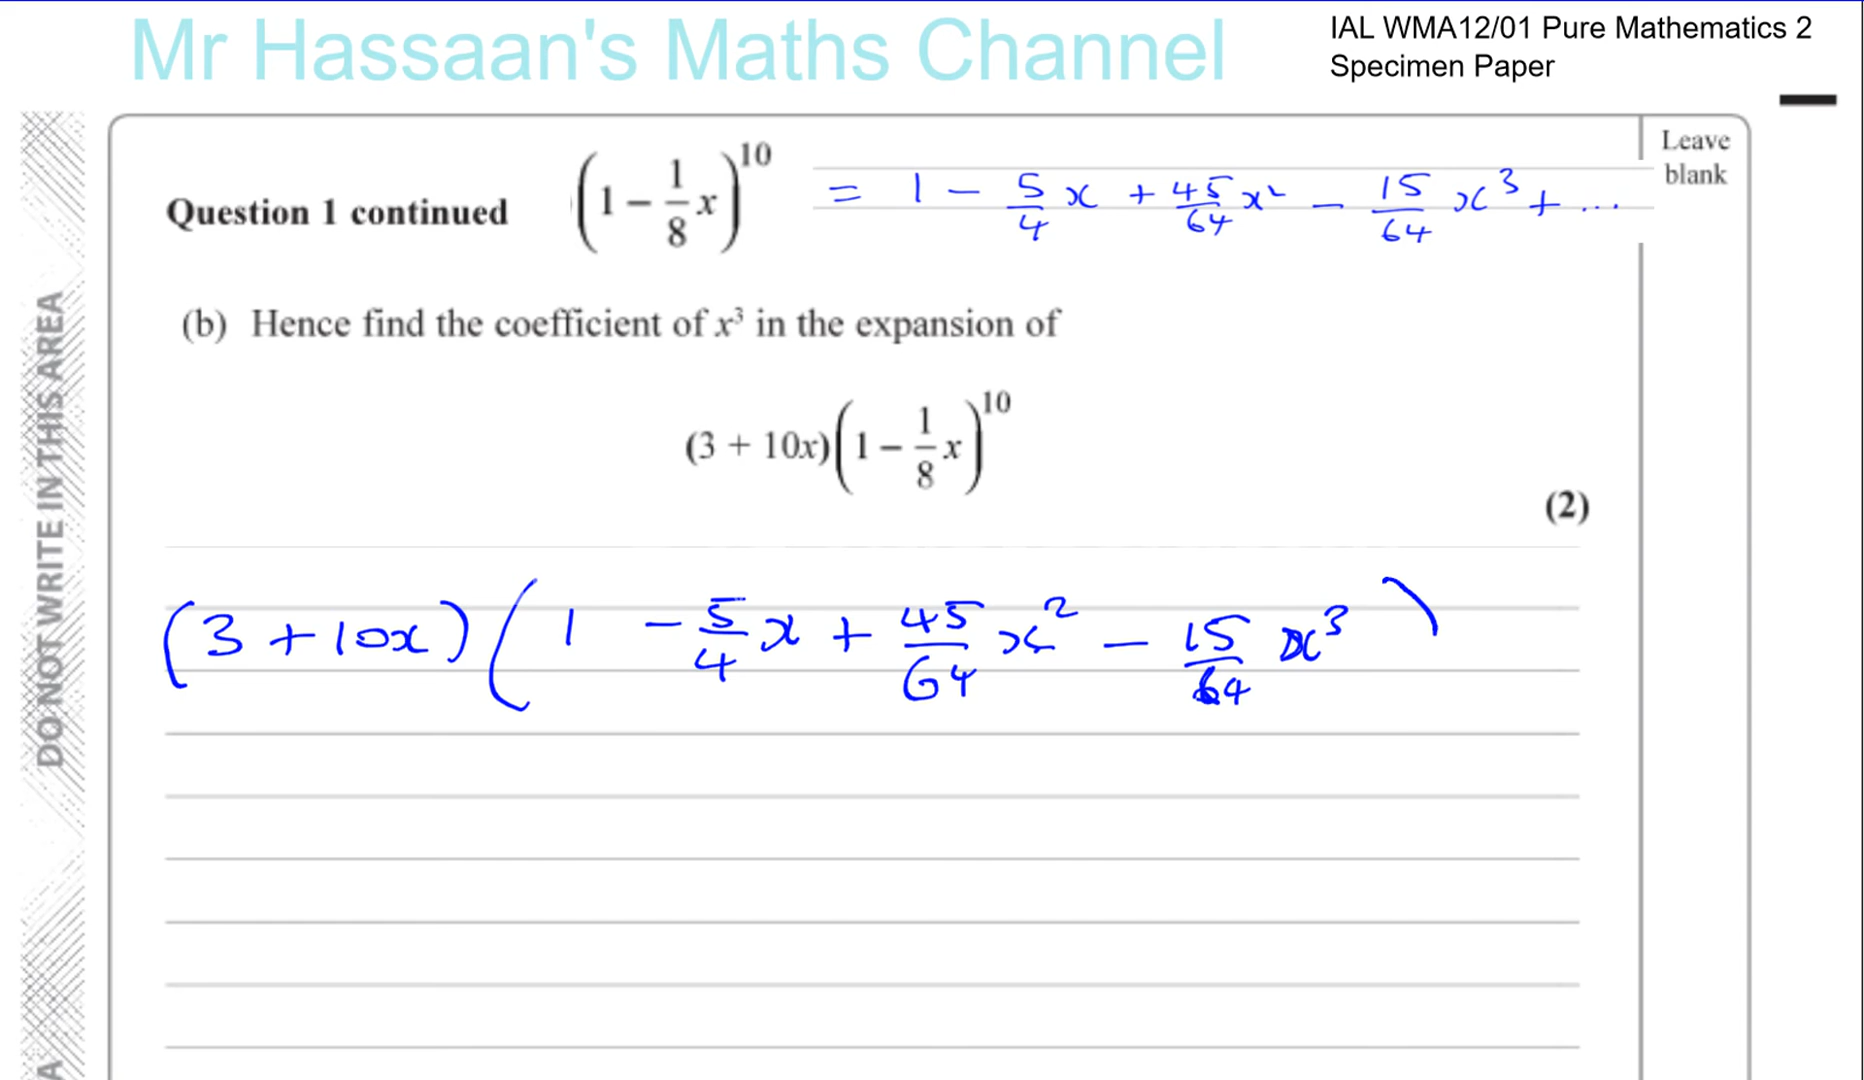 Mr Hassaan's Maths Channel
IAL WMA12/01 Pure Mathematics 2
Specimen Paper
Leave
blank
Question 1 continued (1 − 1/8 x)^10 = 1 − 5/4 x + 45/64 x² − 15/64 x³ + ...
(b) Hence find the coefficient of x³ in the expansion of
(3 + 10x)(1 − 1/8 x)^10
(2)
(3 + 10x)(1 − 5/4 x + 45/64 x² − 15/64 x³)
DO NOT WRITE IN THIS AREA
A